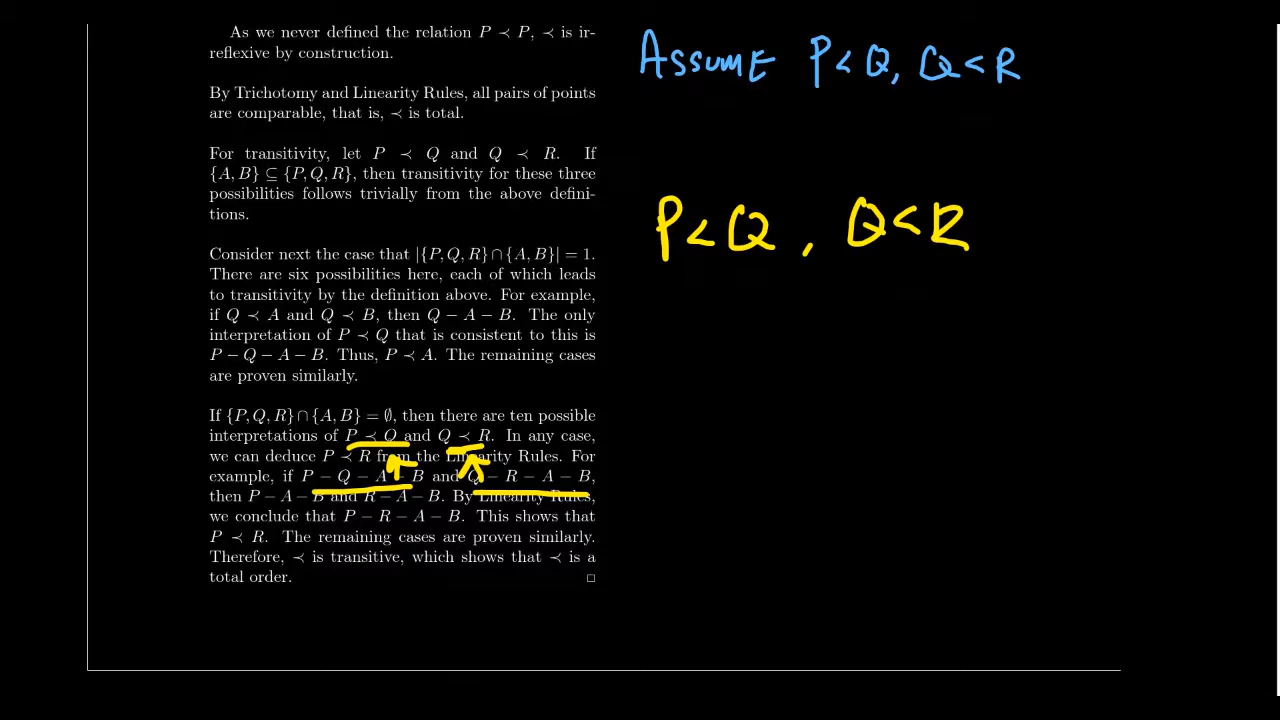 As we never defined the relation P ≺ P, ≺ is ir-
reflexive by construction.
By Trichotomy and Linearity Rules, all pairs of points
are comparable, that is, ≺ is total.
For transitivity, let P ≺ Q and Q ≺ R. If
{A, B} ⊆ {P, Q, R}, then transitivity for these three
possibilities follows trivially from the above defini-
tions.
Consider next the case that |{P, Q, R} ∩ {A, B}| = 1.
There are six possibilities here, each of which leads
to transitivity by the definition above. For example,
if Q ≺ A and Q ≺ B, then Q − A − B. The only
interpretation of P ≺ Q that is consistent to this is
P − Q − A − B. Thus, P ≺ A. The remaining cases
are proven similarly.
If {P, Q, R} ∩ {A, B} = ∅, then there are ten possible
interpretations of P ≺ Q and Q ≺ R. In any case,
we can deduce P ≺ R from the Linearity Rules. For
example, if P − Q − A − B and Q − R − A − B,
then P − A − B and R − A − B. By Linearity Rules,
we conclude that P − R − A − B. This shows that
P ≺ R. The remaining cases are proven similarly.
Therefore, ≺ is transitive, which shows that ≺ is a
total order. □
ASSUME P < Q, Q < R
P < Q , Q < R